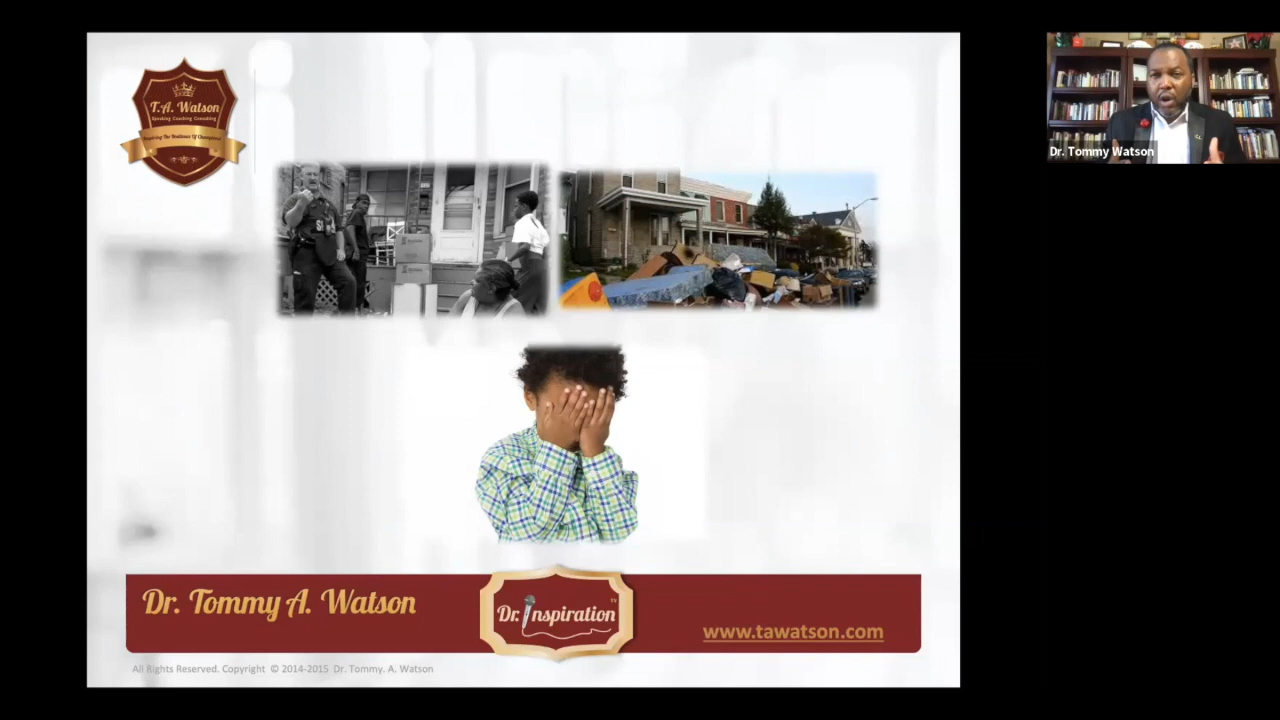 T.A. Watson
Speaking Coaching Consulting
Dr. Tommy Watson
Dr. Tommy A. Watson
Dr. Inspiration
www.tawatson.com
All Rights Reserved. Copyright © 2014-2015 Dr. Tommy. A. Watson